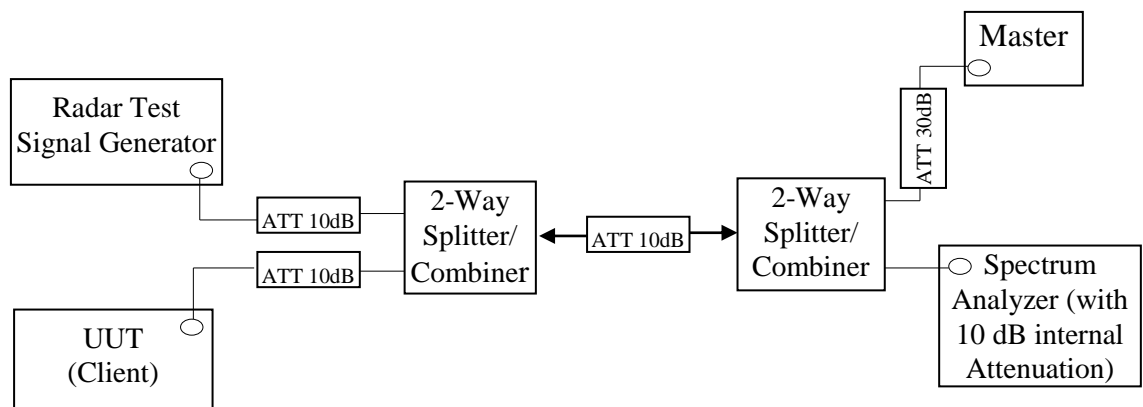 Master
Radar Test
Signal Generator
ATT 30dB
2-Way
Splitter/
Combiner
2-Way
Splitter/
Combiner
ATT 10dB
ATT 10dB
ATT 10dB
UUT
(Client)
Spectrum
Analyzer (with
10 dB internal
Attenuation)